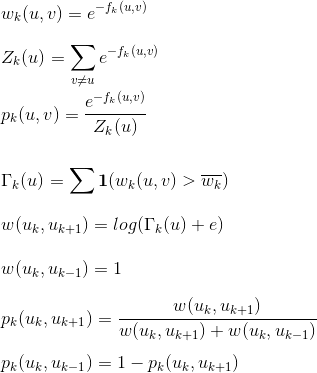 w_k(u, v) = e^{-f_k(u,v)}
Z_k(u) = \sum_{v \neq u} e^{-f_k(u,v)}
p_k(u, v) = \frac{e^{-f_k(u,v)}}{Z_k(u)}
\Gamma_k(u) = \sum \mathbf{1}(w_k(u, v) > \overline{w_k})
w(u_k, u_{k+1}) = log(\Gamma_k(u) + e)
w(u_k, u_{k-1}) = 1
p_k(u_k, u_{k+1}) = \frac{w(u_k, u_{k+1})}{w(u_k, u_{k+1}) + w(u_k, u_{k-1})}
p_k(u_k, u_{k-1}) = 1 - p_k(u_k, u_{k+1})